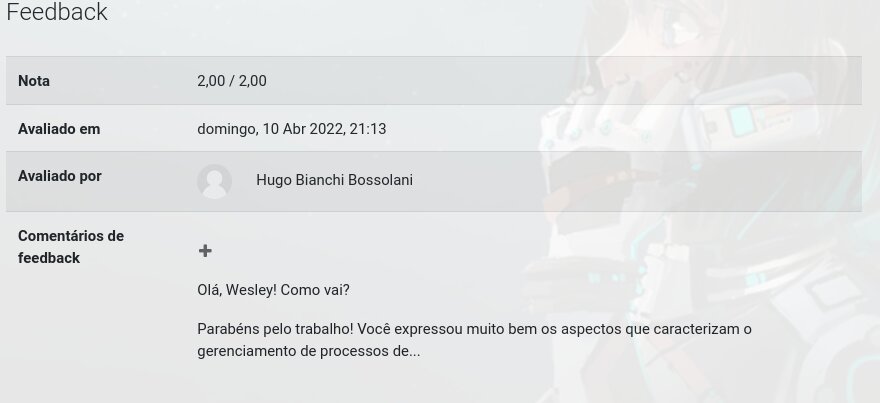 Feedback
Nota
2,00 / 2,00
Avaliado em
domingo, 10 Abr 2022, 21:13
Avaliado por
Hugo Bianchi Bossolani
Comentários de
feedback
Olá, Wesley! Como vai?
Parabéns pelo trabalho! Você expressou muito bem os aspectos que caracterizam o
gerenciamento de processos de...